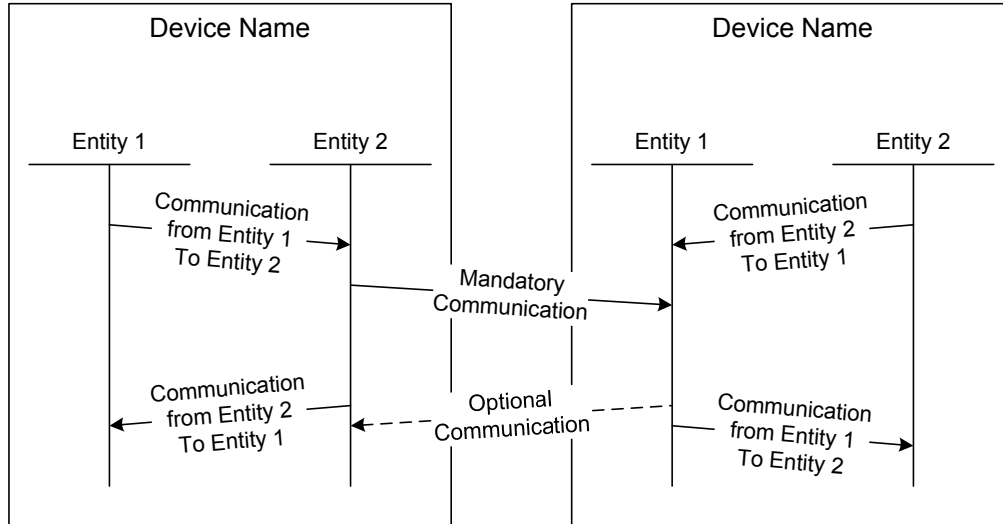 Device Name
Device Name
Entity 1
Entity 2
Entity 1
Entity 2
Communication
from Entity 1
To Entity 2
Communication
from Entity 2
To Entity 1
Mandatory
Communication
Communication
from Entity 2
To Entity 1
Optional
Communication
Communication
from Entity 1
To Entity 2